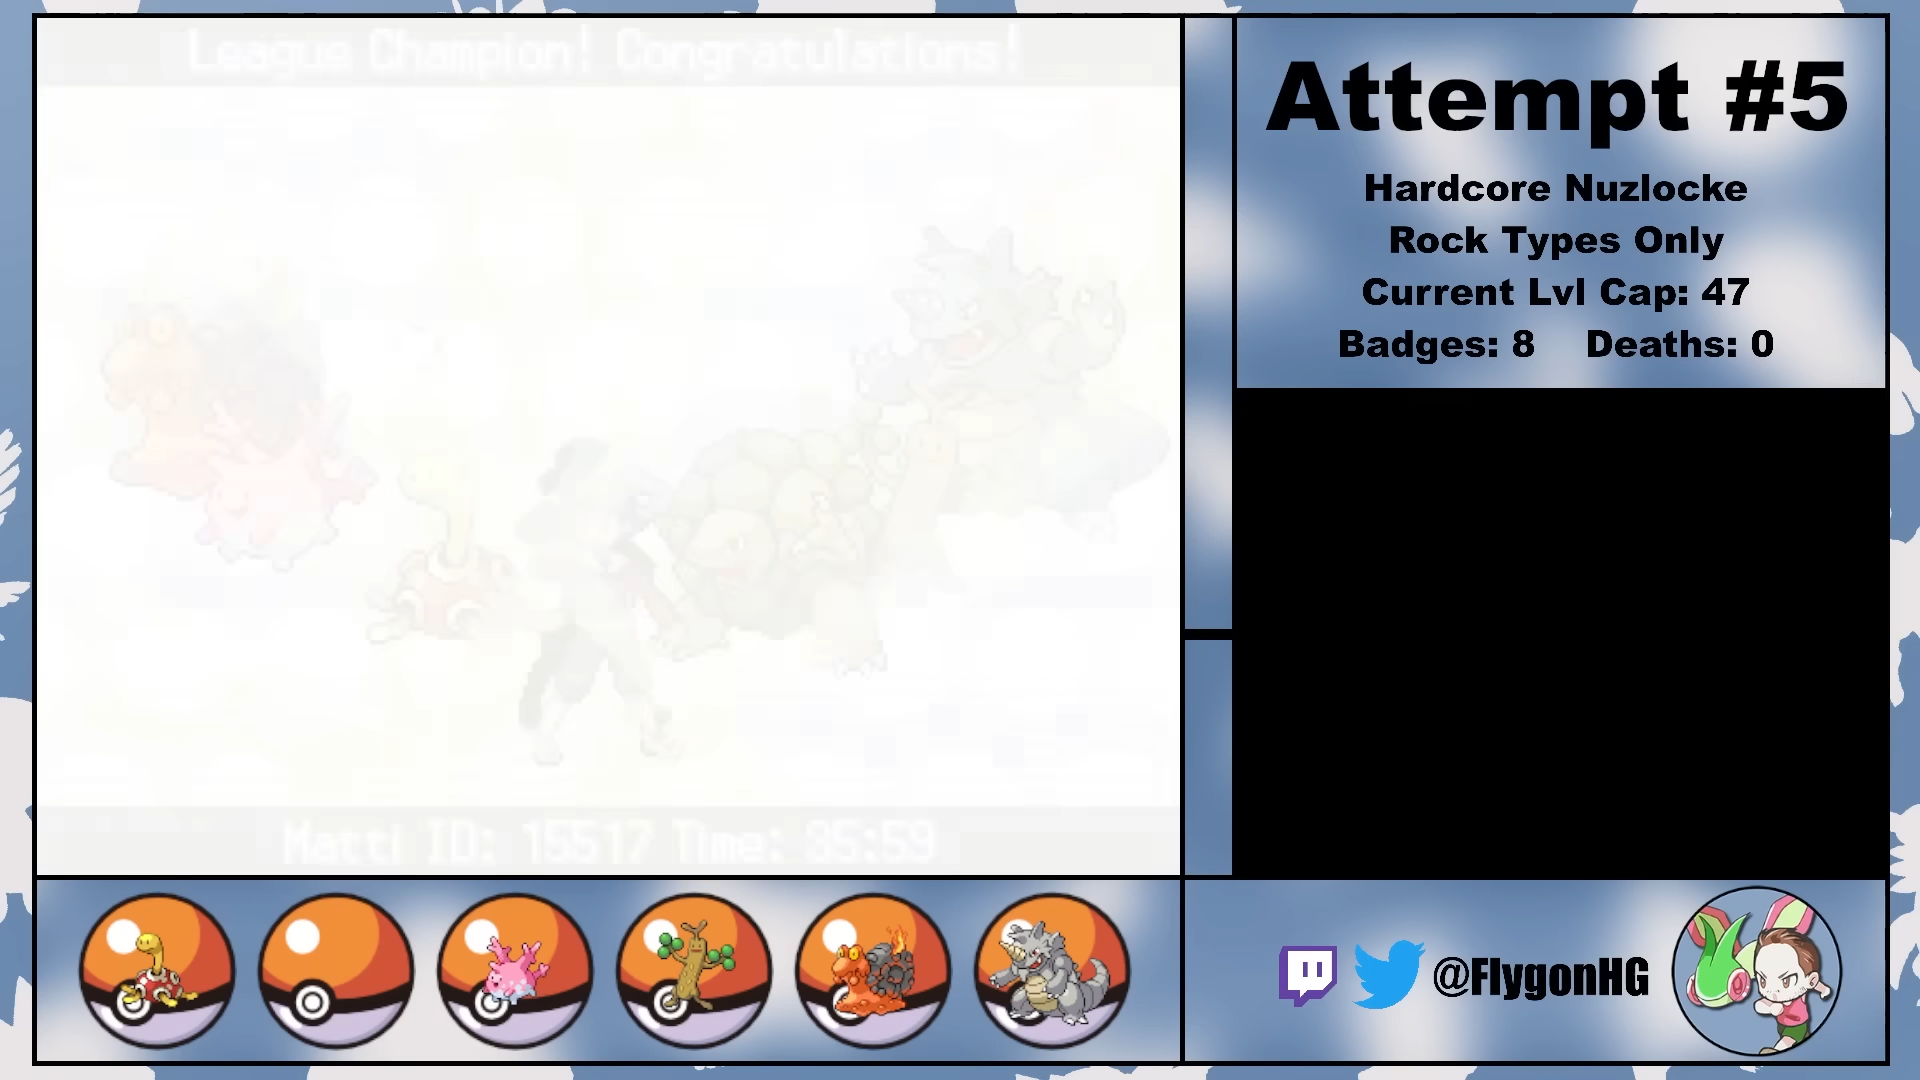 League Champion! Congratulations!
Matti ID: 15517 Time: 35:59
Attempt #5
Hardcore Nuzlocke
Rock Types Only
Current Lvl Cap: 47
Badges: 8 Deaths: 0
@FlygonHG